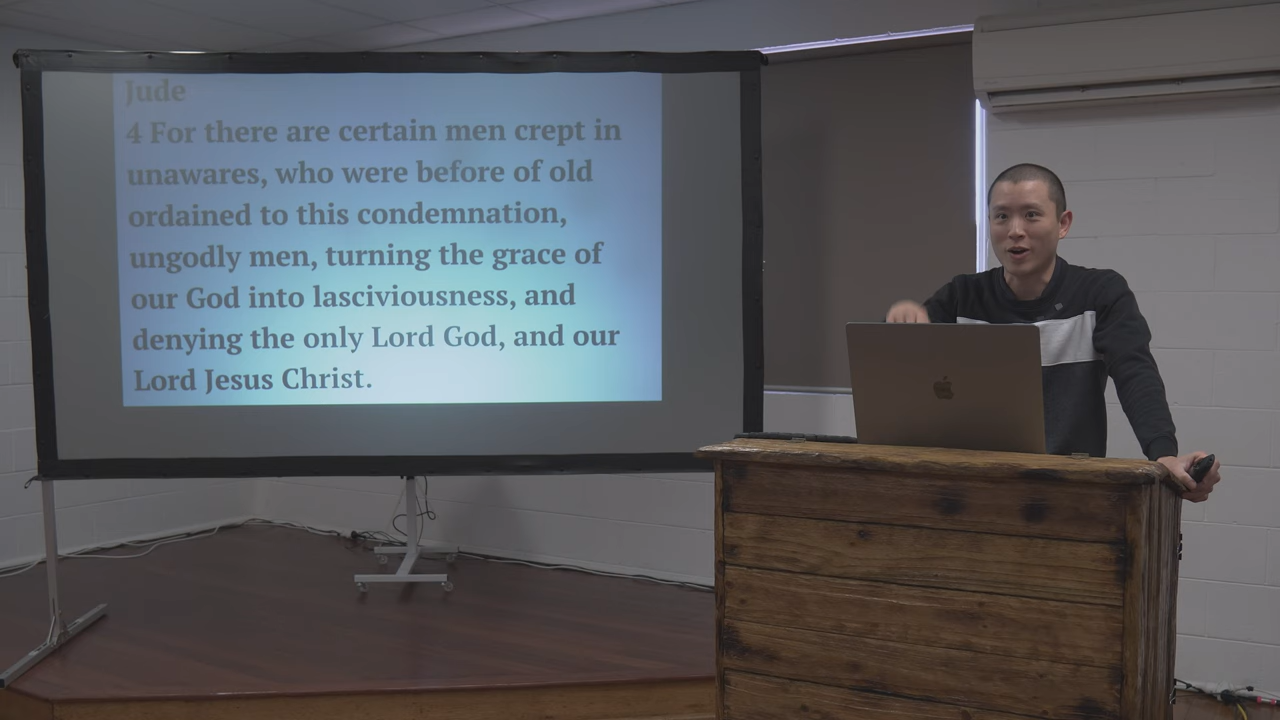 Jude
4 For there are certain men crept in
unawares, who were before of old
ordained to this condemnation,
ungodly men, turning the grace of
our God into lasciviousness, and
denying the only Lord God, and our
Lord Jesus Christ.